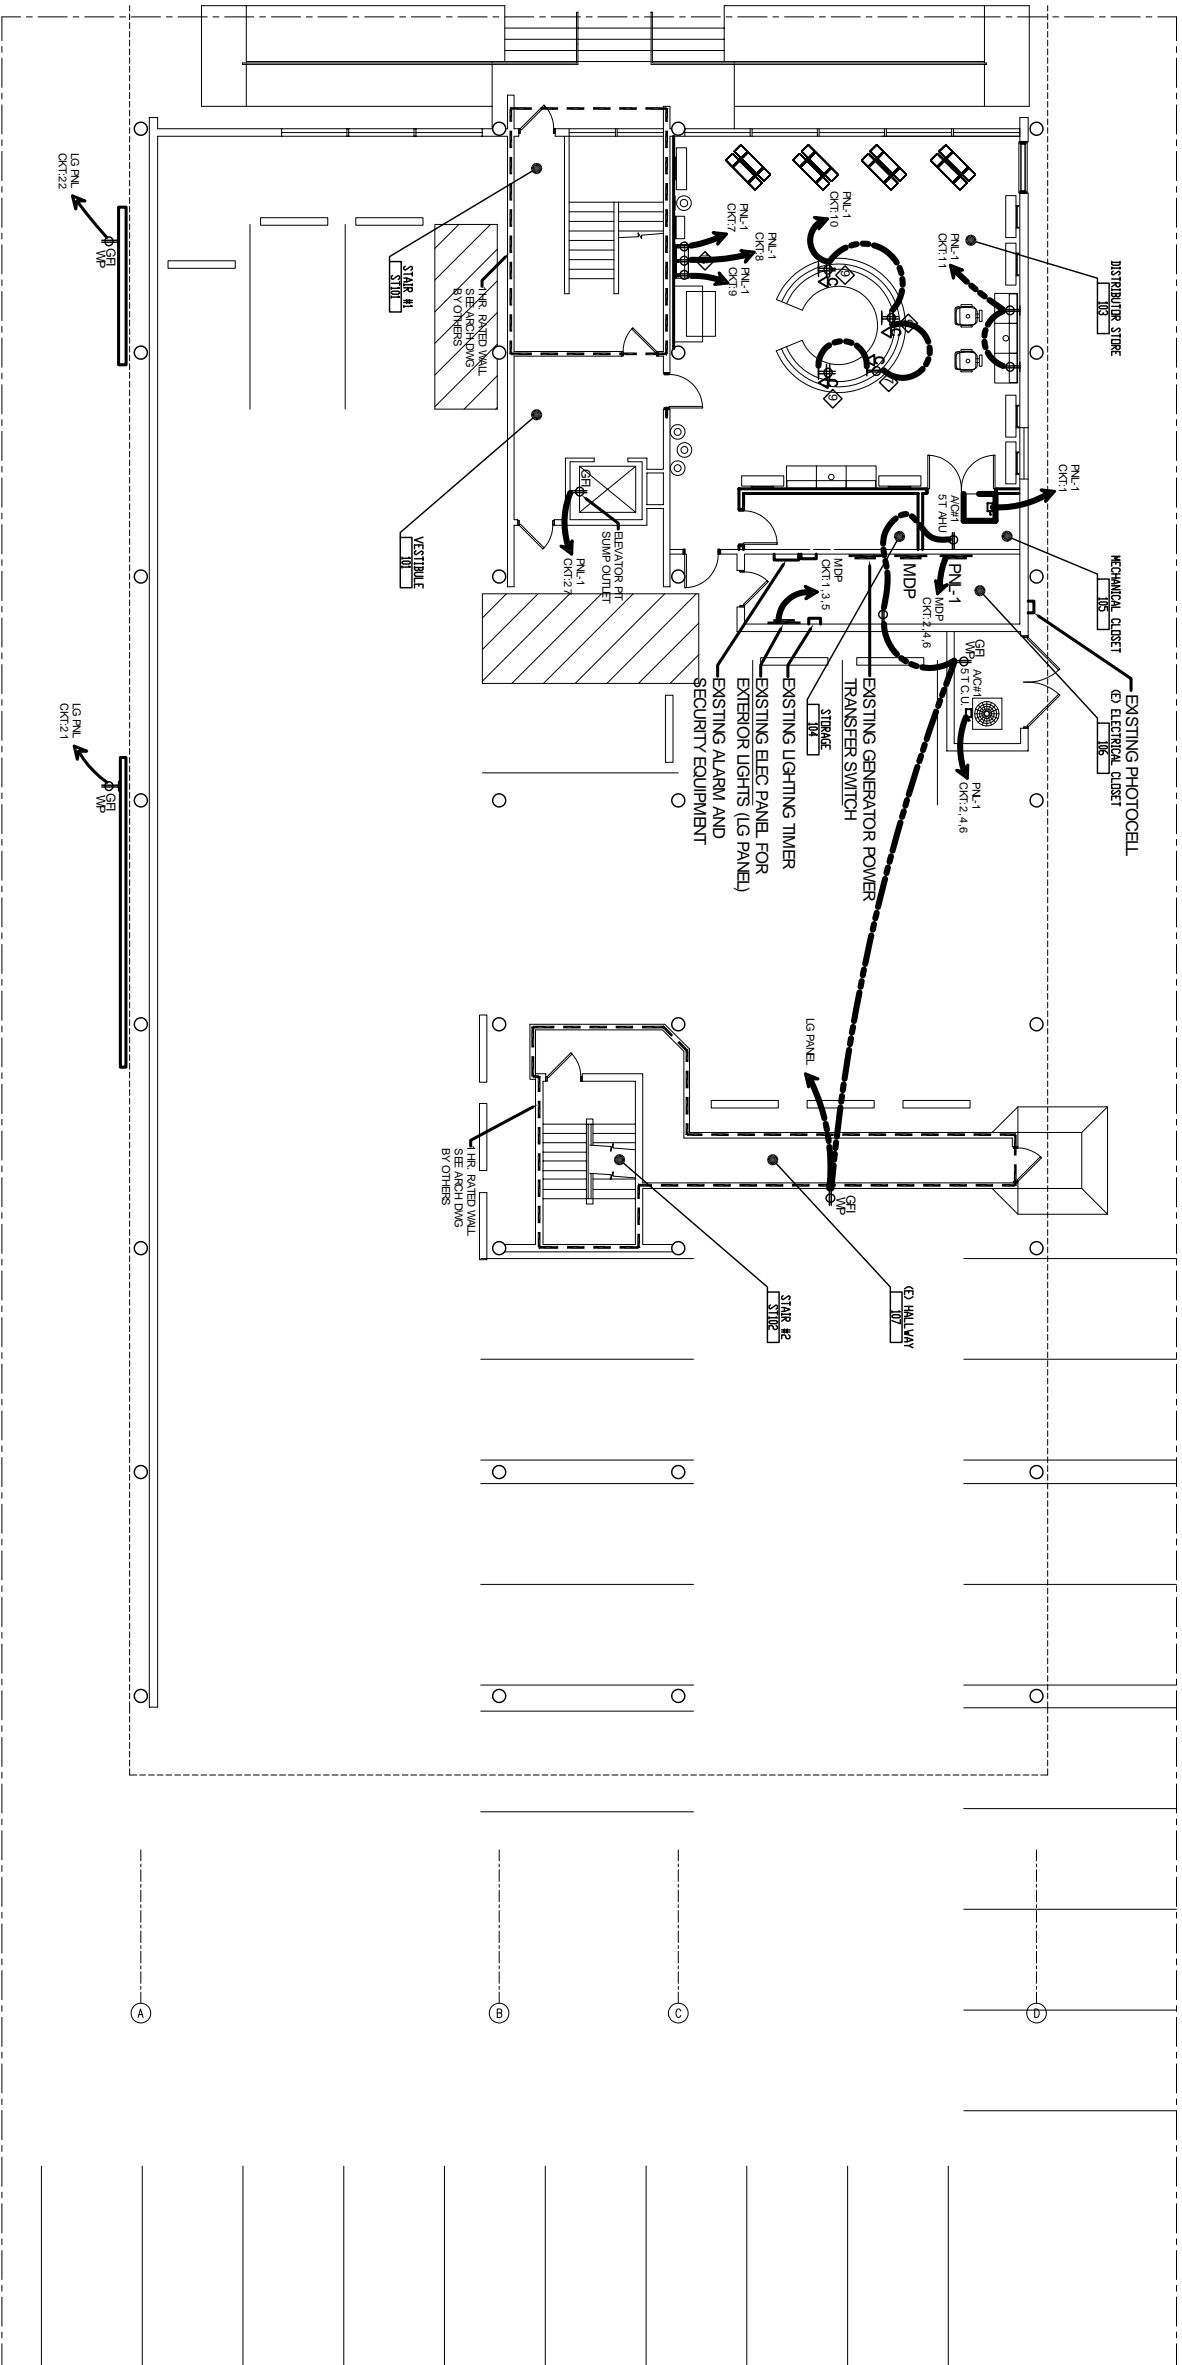 DISTRIBUTOR STORE
103
MECHANICAL CLOSET
105
EXISTING PHOTOCELL
(E) ELECTRICAL CLOSET
106
PNL-1
CKT:1
PNL-1
CKT:11
A/C#1
5 T AHU
PNL-1
MDP
CKT:2,4,6
MDP
GFI
WP
A/C#1
5 T C.U.
PNL-1
CKT:2,4,6
PNL-1
CKT:10
9
7
9
PNL-1
CKT:7
PNL-1
CKT:8
PNL-1
CKT:9
MDP
CKT:1,3,5
EXISTING GENERATOR POWER
TRANSFER SWITCH
STORAGE
104
EXISTING LIGHTING TIMER
EXISTING ELEC PANEL FOR
EXTERIOR LIGHTS (LG PANEL)
EXISTING ALARM AND
SECURITY EQUIPMENT
ELEVATOR PIT
SUMP OUTLET
GFI
PNL-1
CKT:27
1 HR. RATED WALL
SEE ARCH DWG
BY OTHERS
STAIR #1
ST101
VESTIBULE
101
LG PNL
CKT:22
GFI
WP
LG PNL
CKT:21
GFI
WP
LG PANEL
GFI
WP
(E) HALLWAY
107
STAIR #2
ST102
1 HR. RATED WALL
SEE ARCH DWG
BY OTHERS
A
B
C
D